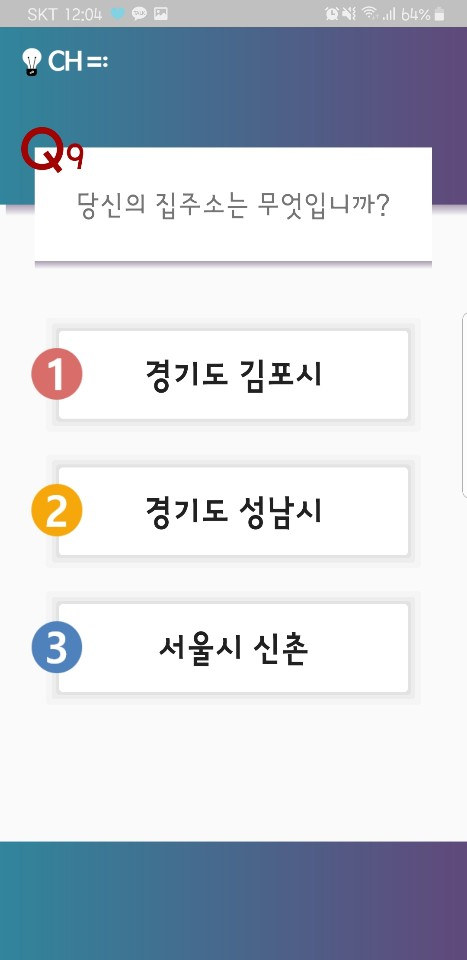 SKT 12:04 TALK 64%
CH =:
Q9
당신의 집주소는 무엇입니까?
1 경기도 김포시
2 경기도 성남시
3 서울시 신촌